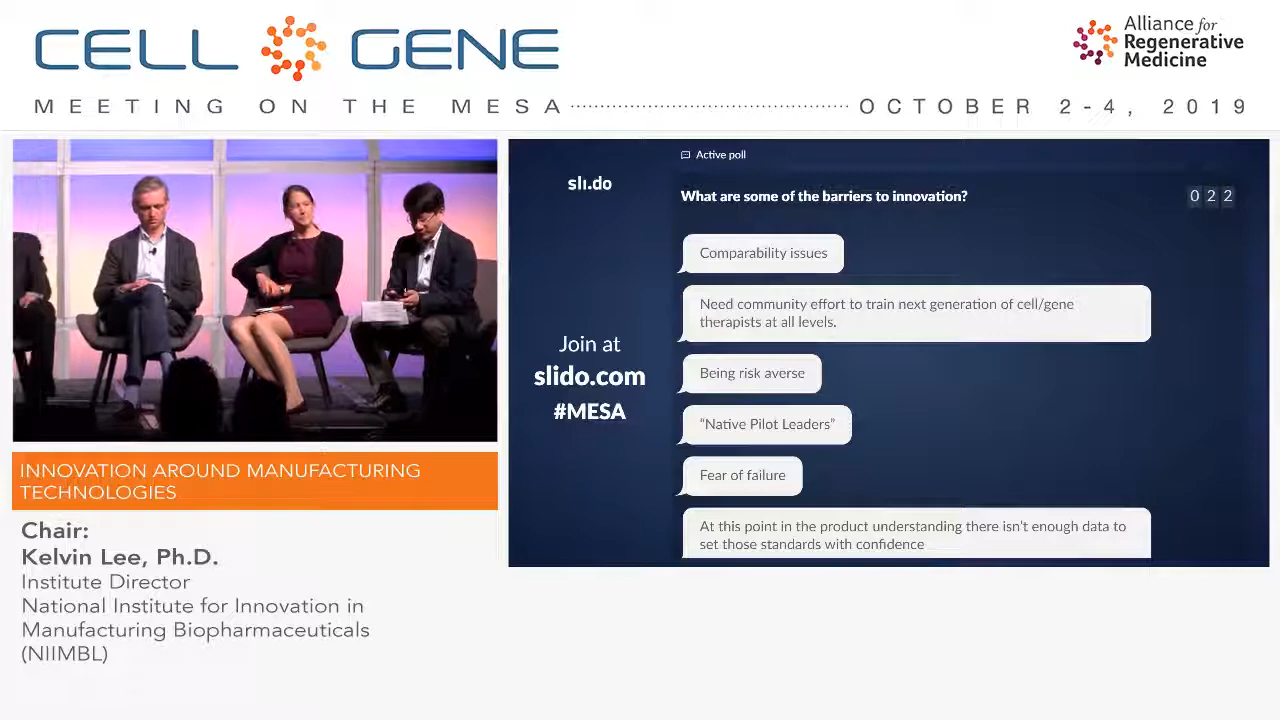 CELL GENE
Alliance for
Regenerative
Medicine
MEETING ON THE MESA OCTOBER 2-4, 2019
sli.do
Join at
slido.com
#MESA
Active poll
What are some of the barriers to innovation?
022
Comparability issues
Need community effort to train next generation of cell/gene
therapists at all levels.
Being risk averse
“Native Pilot Leaders”
Fear of failure
At this point in the product understanding there isn't enough data to
set those standards with confidence
INNOVATION AROUND MANUFACTURING
TECHNOLOGIES
Chair:
Kelvin Lee, Ph.D.
Institute Director
National Institute for Innovation in
Manufacturing Biopharmaceuticals
(NIIMBL)